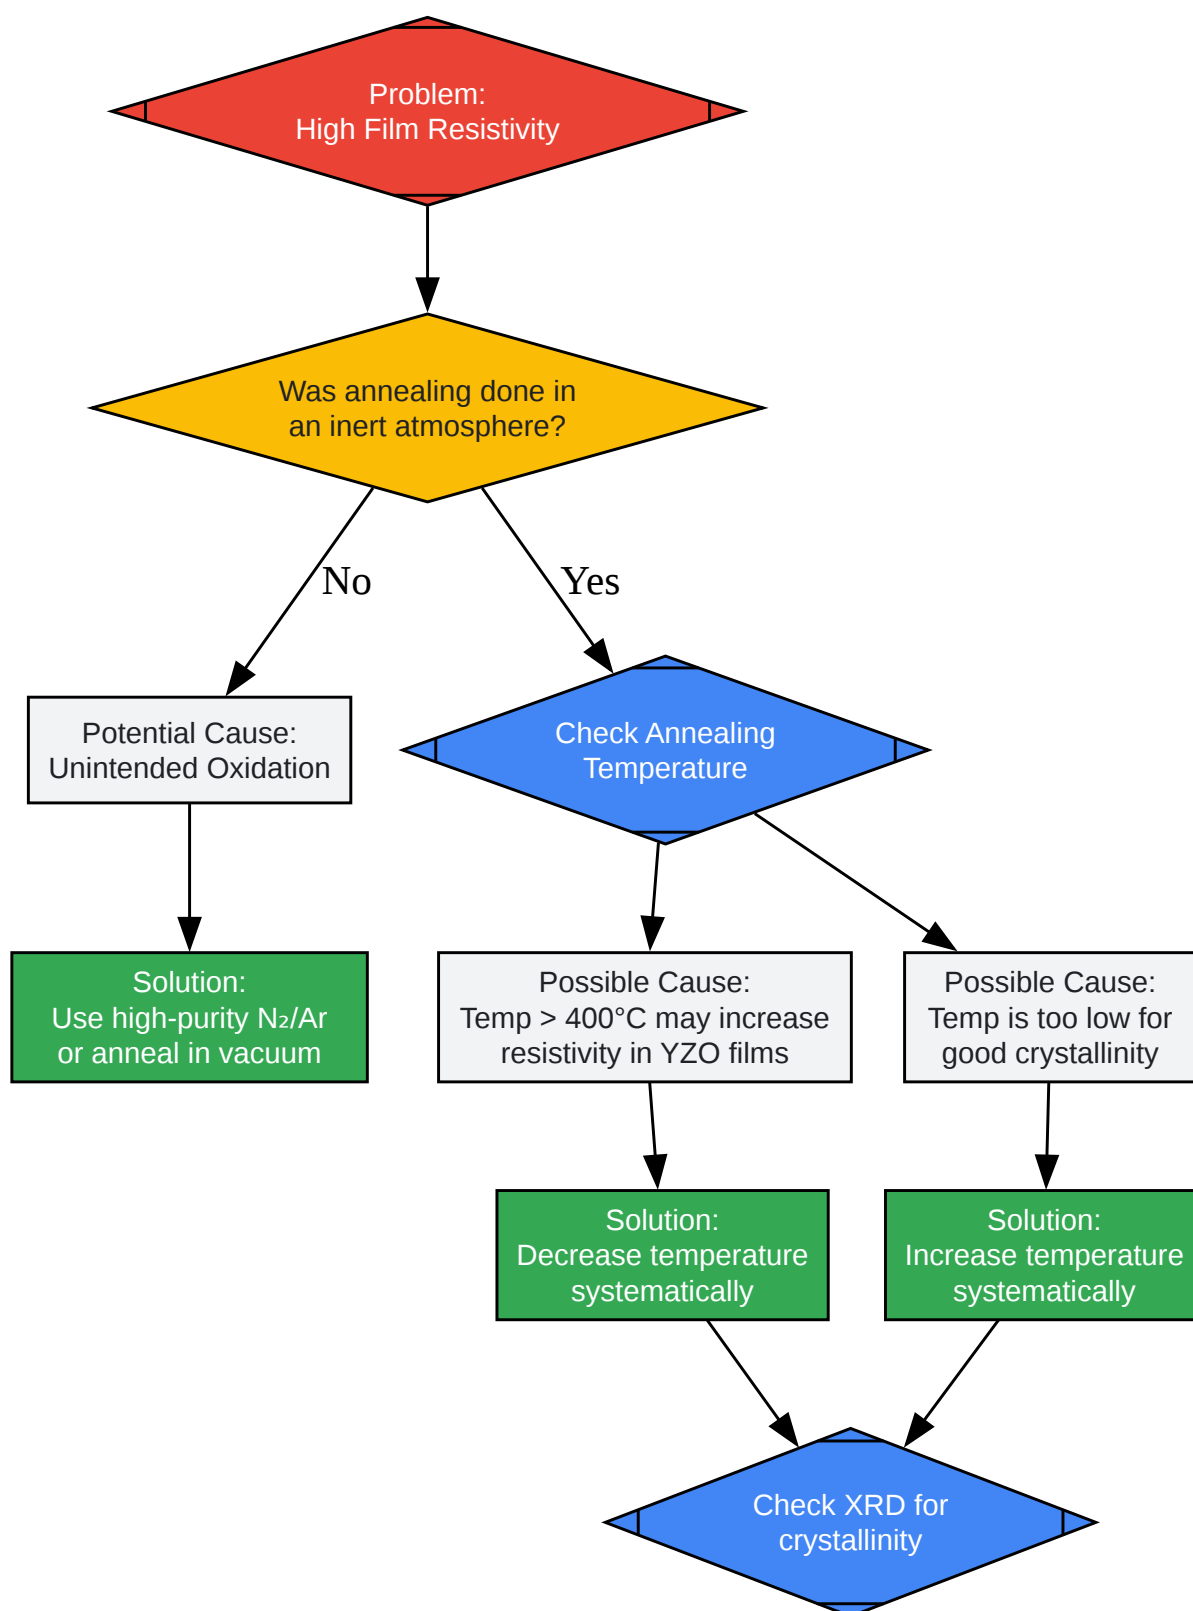 Problem:
High Film Resistivity
Was annealing done in
an inert atmosphere?
No
Yes
Potential Cause:
Unintended Oxidation
Check Annealing
Temperature
Solution:
Use high-purity N₂/Ar
or anneal in vacuum
Possible Cause:
Temp > 400°C may increase
resistivity in YZO films
Possible Cause:
Temp is too low for
good crystallinity
Solution:
Decrease temperature
systematically
Solution:
Increase temperature
systematically
Check XRD for
crystallinity